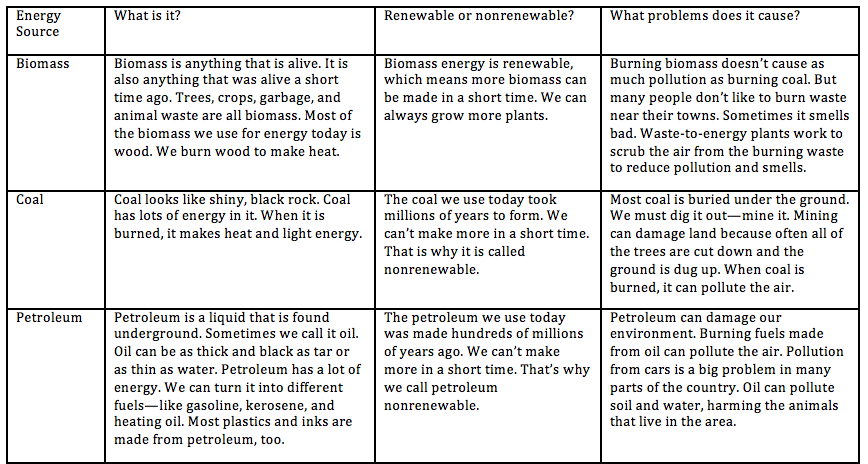 Energy
Source
What is it?
Renewable or nonrenewable?
What problems does it cause?
Biomass
Biomass is anything that is alive. It is
also anything that was alive a short
time ago. Trees, crops, garbage, and
animal waste are all biomass. Most of
the biomass we use for energy today is
wood. We burn wood to make heat.
Biomass energy is renewable,
which means more biomass can
be made in a short time. We can
always grow more plants.
Burning biomass doesn’t cause as
much pollution as burning coal. But
many people don’t like to burn waste
near their towns. Sometimes it smells
bad. Waste-to-energy plants work to
scrub the air from the burning waste
to reduce pollution and smells.
Coal
Coal looks like shiny, black rock. Coal
has lots of energy in it. When it is
burned, it makes heat and light energy.
The coal we use today took
millions of years to form. We
can’t make more in a short time.
That is why it is called
nonrenewable.
Most coal is buried under the ground.
We must dig it out—mine it. Mining
can damage land because often all of
the trees are cut down and the
ground is dug up. When coal is
burned, it can pollute the air.
Petroleum
Petroleum is a liquid that is found
underground. Sometimes we call it oil.
Oil can be as thick and black as tar or
as thin as water. Petroleum has a lot of
energy. We can turn it into different
fuels—like gasoline, kerosene, and
heating oil. Most plastics and inks are
made from petroleum, too.
The petroleum we use today
was made hundreds of millions
of years ago. We can’t make
more in a short time. That’s why
we call petroleum
nonrenewable.
Petroleum can damage our
environment. Burning fuels made
from oil can pollute the air. Pollution
from cars is a big problem in many
parts of the country. Oil can pollute
soil and water, harming the animals
that live in the area.